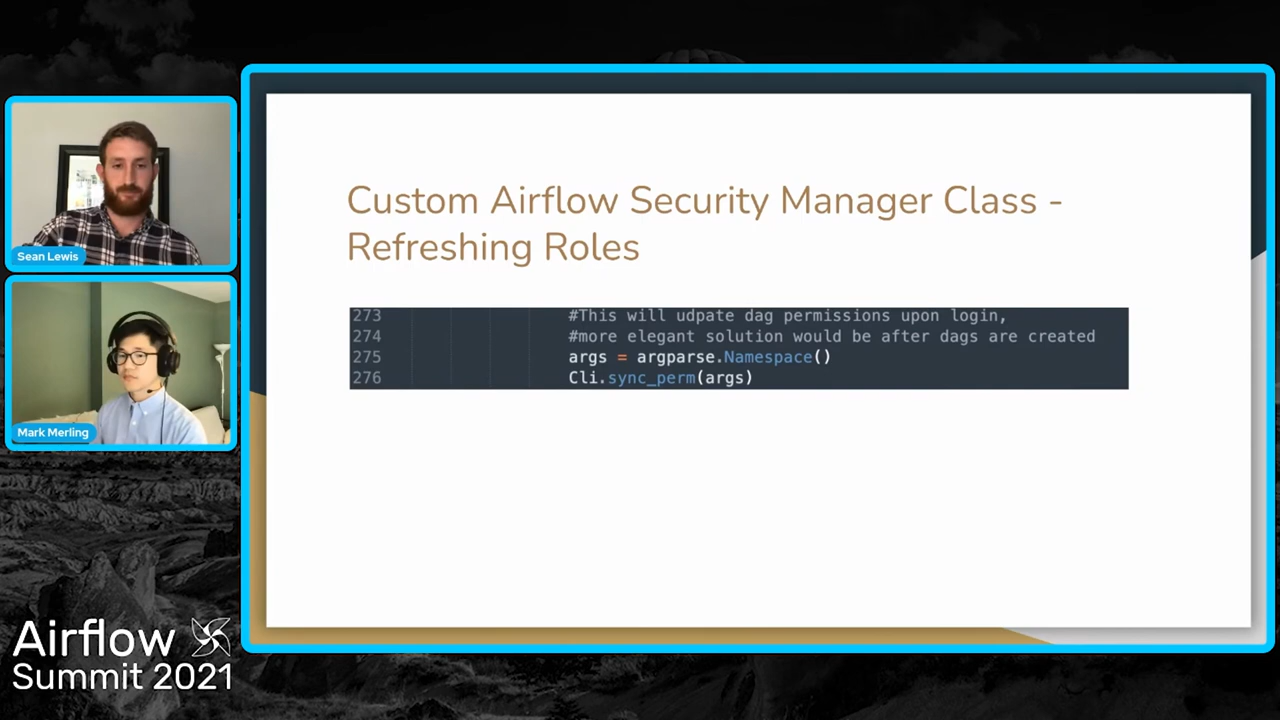 Sean Lewis
Mark Merling
Airflow
Summit 2021
Custom Airflow Security Manager Class -
Refreshing Roles
273 #This will udpate dag permissions upon login,
274 #more elegant solution would be after dags are created
275 args = argparse.Namespace()
276 Cli.sync_perm(args)